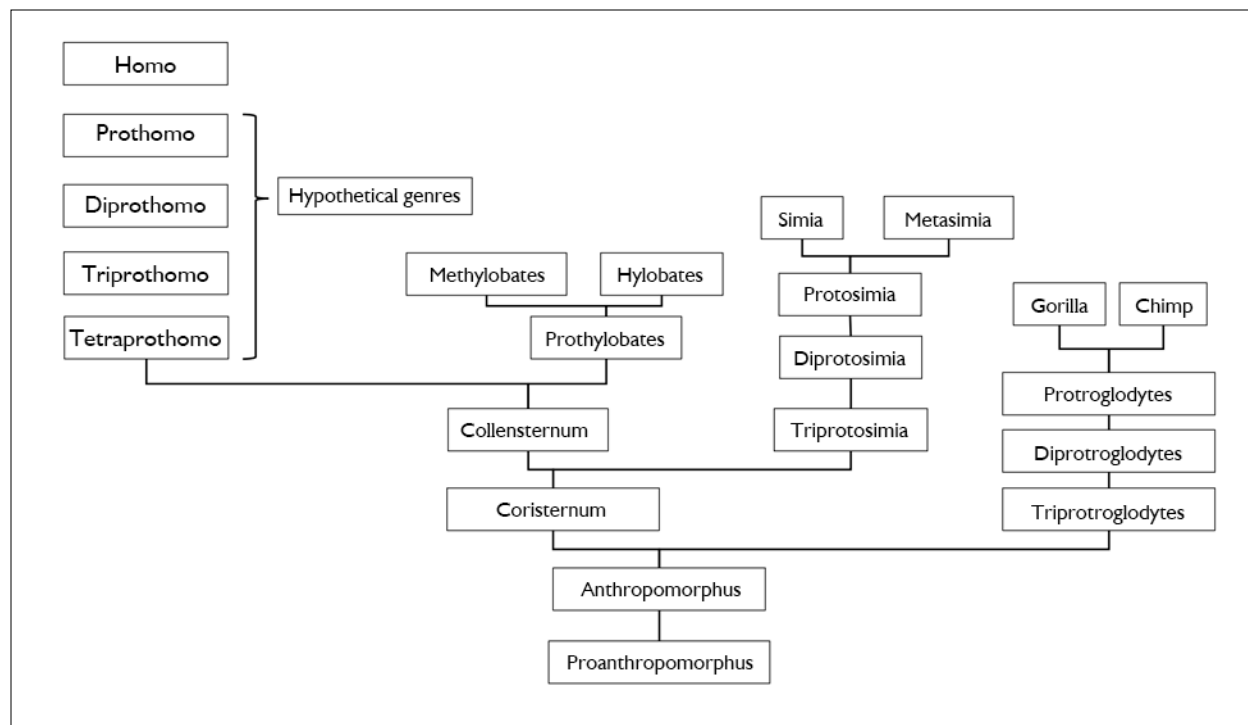 Homo
Prothomo
Diprothomo
Hypothetical genres
Triprothomo
Tetraprothomo
Simia
Metasimia
Methylobates
Hylobates
Protosimia
Gorilla
Chimp
Prothylobates
Diprotosimia
Protroglodytes
Collensternum
Triprotosimia
Diprotroglodytes
Coristernum
Triprotroglodytes
Anthropomorphus
Proanthropomorphus